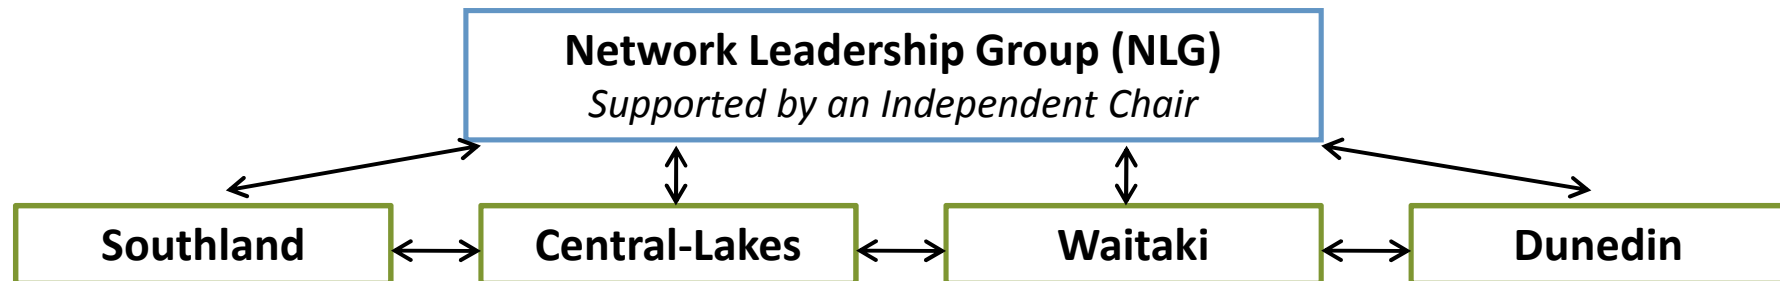 Network Leadership Group (NLG)
Supported by an Independent Chair
Southland
Central-Lakes
Waitaki
Dunedin